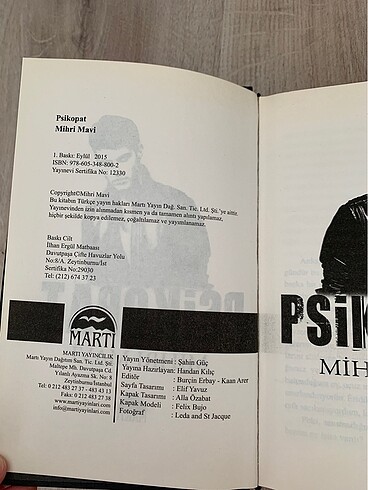 Psikopat
Mihri Mavi
1. Baskı: Eylül 2015
ISBN: 978-605-348-800-2
Yayınevi Sertifika No: 12330
Copyright©Mihri Mavi
Bu kitabın Türkçe yayın hakları Martı Yayın Dağ. San. Tic. Ltd. Şti.'ye aittir.
Yayınevinden izin alınmadan kısmen ya da tamamen alıntı yapılamaz,
hiçbir şekilde kopya edilemez, çoğaltılamaz ve yayımlanamaz.
Baskı Cilt
İlhan Ergül Matbaası
Davutpaşa Çifte Havuzlar Yolu
No:8/A. Zeytinburnu/İst
Sertifika No:29030
Tel: (212) 674 37 23
MARTI
MARTI YAYINCILIK
Martı Yayın Dağıtım San. Tic. Ltd. Şti.
Maltepe Mh. Davutpaşa Cd.
Yılanlı Ayazma Sk. No: 8
Zeytinburnu/İstanbul
Tel: 0 212 483 27 37 - 483 43 13
Faks: 0 212 483 27 38
www.martiyayinlari.com
info@martiyayinlari.com
Yayın Yönetmeni : Şahin Güç
Yayına Hazırlayan: Handan Kılıç
Editör : Burçin Erbay - Kaan Arer
Sayfa Tasarımı : Elif Yavuz
Kapak Tasarımı : Alla Özabat
Kapak Modeli : Felix Bujo
Fotoğraf : Leda and St Jacque
PSiK
MİH